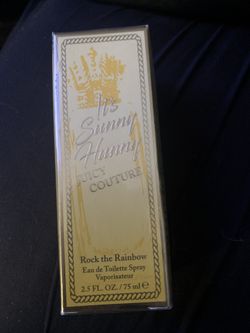 It's
Sunny
Hunny
JUICY
COUTURE
Rock the Rainbow
Eau de Toilette Spray
Vaporisateur
2.5 FL. OZ. / 75 ml ℮